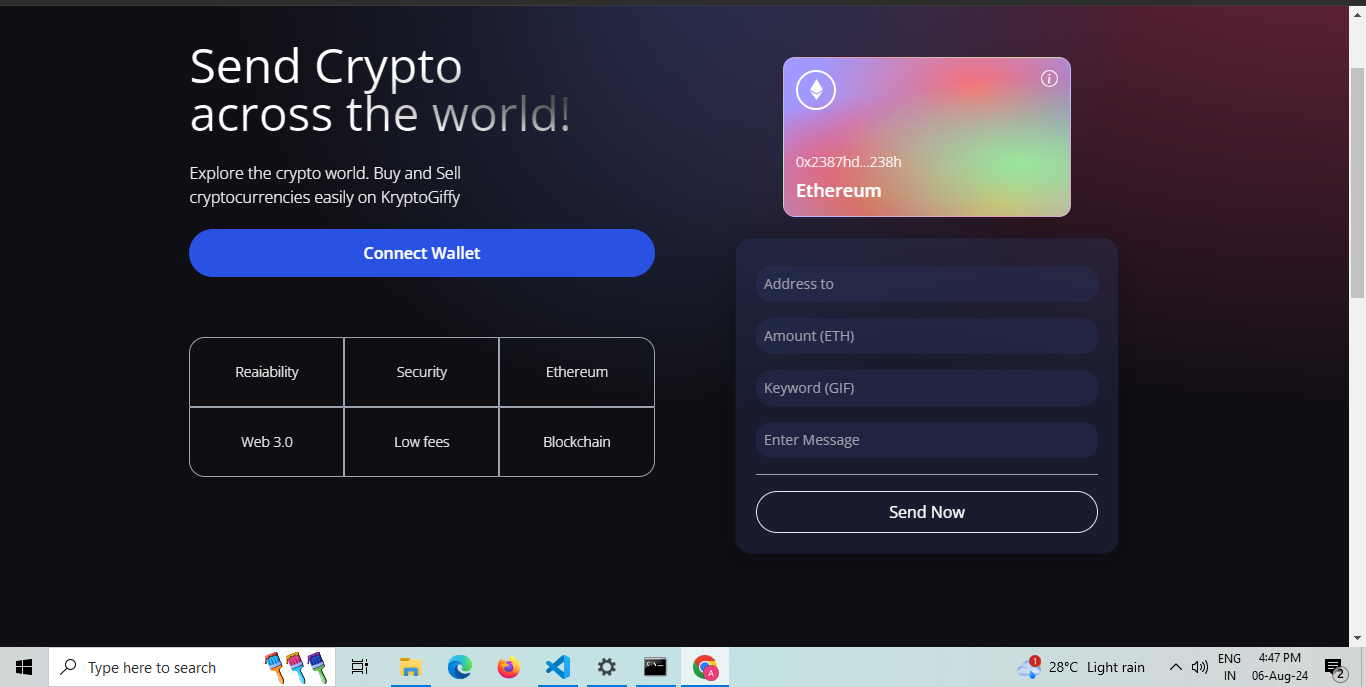 Send Crypto
across the world!
Explore the crypto world. Buy and Sell
cryptocurrencies easily on KryptoGiffy
Connect Wallet
Reaiability
Security
Ethereum
Web 3.0
Low fees
Blockchain
i
0x2387hd...238h
Ethereum
Address to
Amount (ETH)
Keyword (GIF)
Enter Message
Send Now
Type here to search
A
1
28°C Light rain
ENG
IN
4:47 PM
06-Aug-24
2